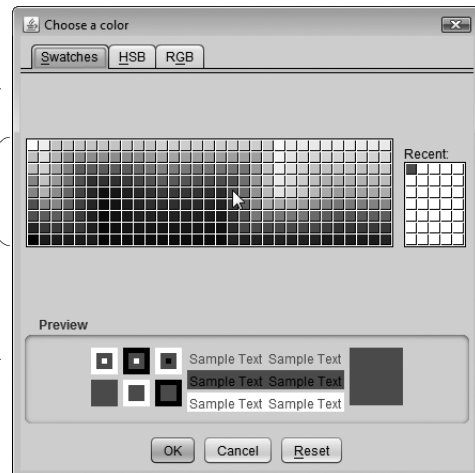 Choose a color
Swatches HSB RGB
Recent:
Preview
Sample Text Sample Text
Sample Text Sample Text
Sample Text Sample Text
OK Cancel Reset